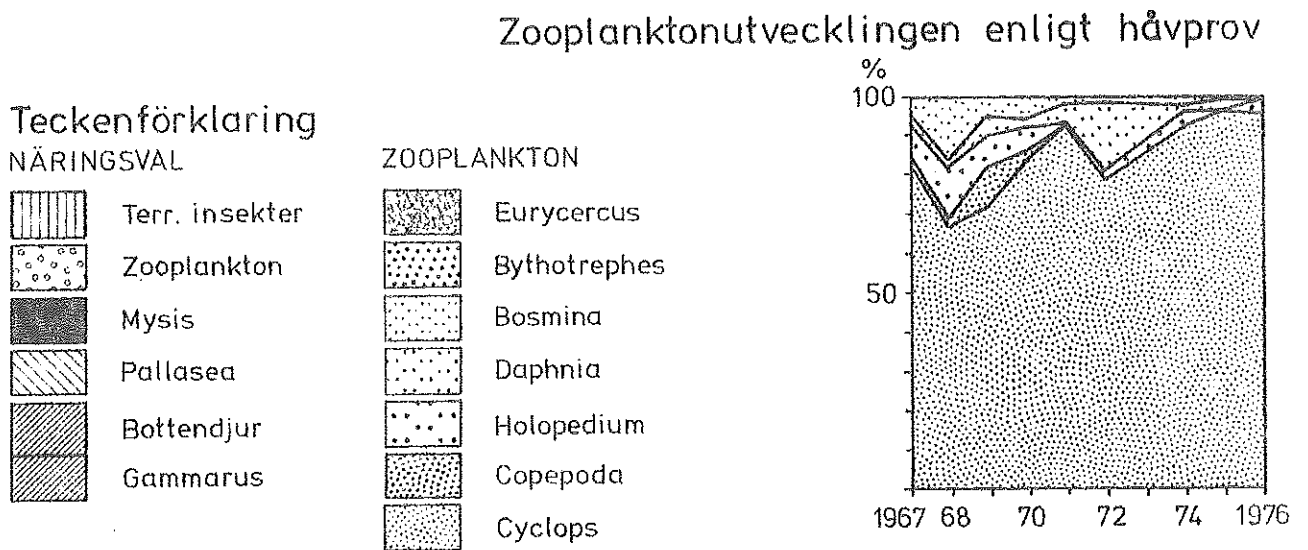 Zooplanktonutvecklingen enligt håvprov
Teckenförklaring
NÄRINGSVAL
Terr. insekter
Zooplankton
Mysis
Pallasea
Bottendjur
Gammarus
ZOOPLANKTON
Eurycercus
Bythotrephes
Bosmina
Daphnia
Holopedium
Copepoda
Cyclops
%
100
50
1967 68 70 72 74 1976